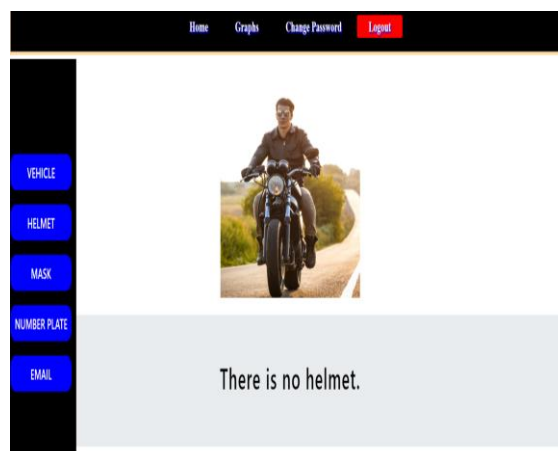 Home Graphs Change Password Logout
VEHICLE
HELMET
MASK
NUMBER PLATE
EMAIL
There is no helmet.